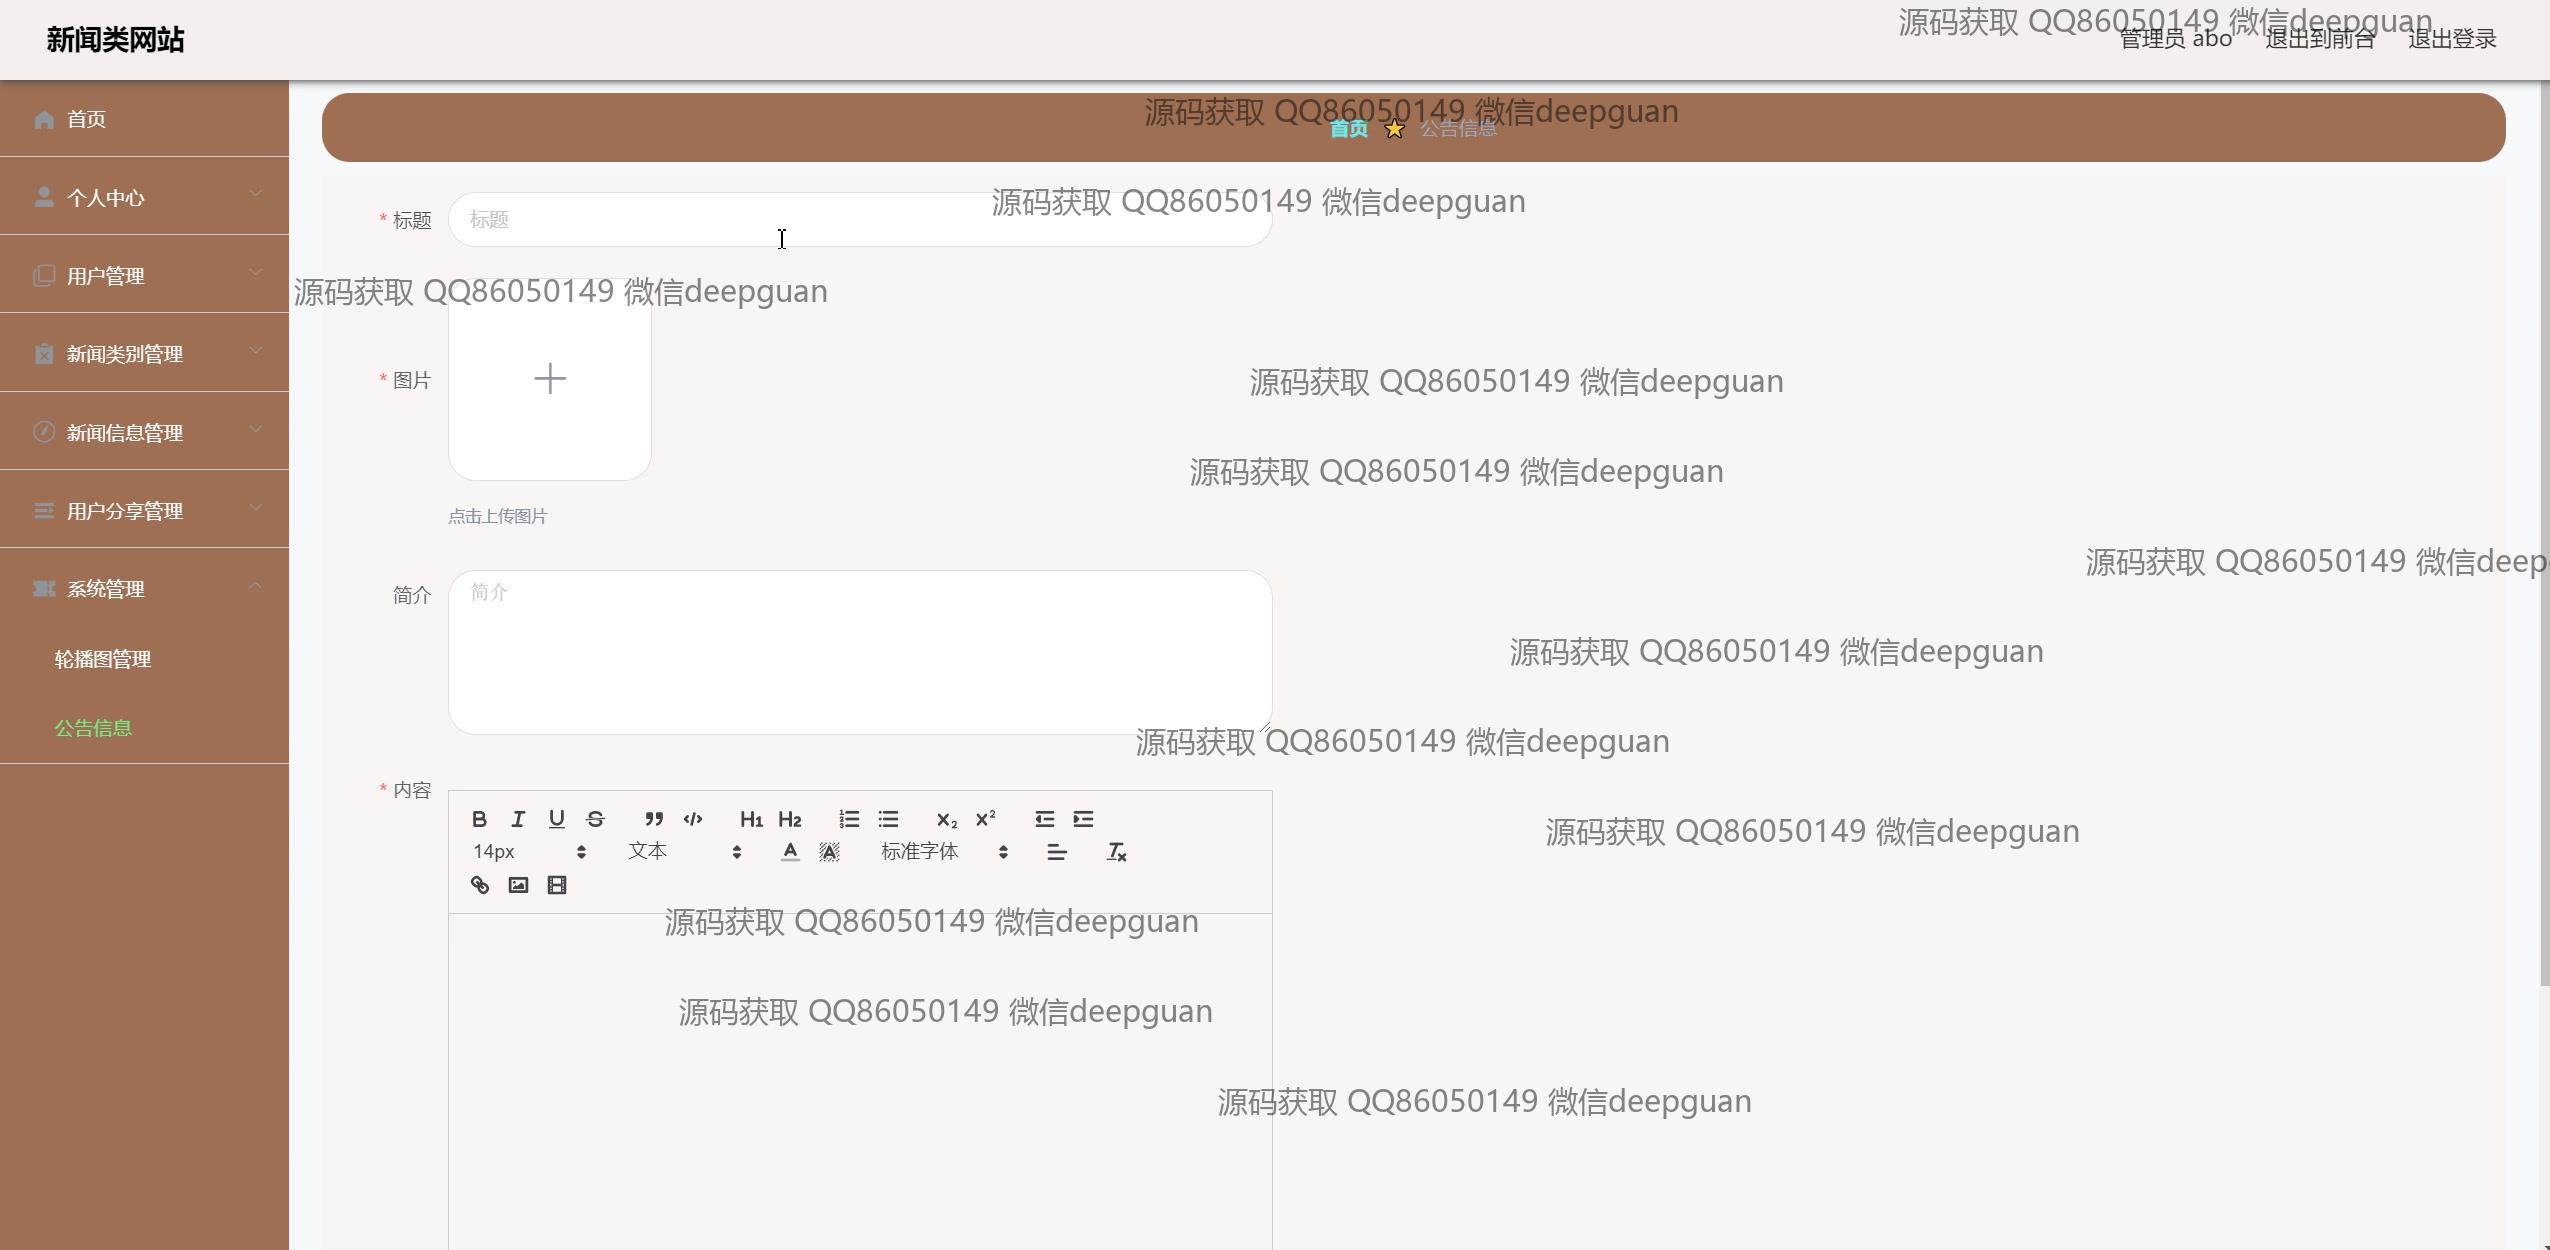 新闻类网站
源码获取 QQ86050149 微信deepguan
管理员 abo 退出到前台 退出登录
首页
个人中心
用户管理
新闻类别管理
新闻信息管理
用户分享管理
系统管理
轮播图管理
公告信息
源码获取 QQ86050149 微信deepguan
首页 公告信息
源码获取 QQ86050149 微信deepguan
* 标题 标题
源码获取 QQ86050149 微信deepguan
* 图片
源码获取 QQ86050149 微信deepguan
源码获取 QQ86050149 微信deepguan
点击上传图片
源码获取 QQ86050149 微信deep
简介 简介
源码获取 QQ86050149 微信deepguan
源码获取 QQ86050149 微信deepguan
* 内容
B I U S H1 H2 x2 x2
源码获取 QQ86050149 微信deepguan
14px 文本 A A 标准字体 Tx
源码获取 QQ86050149 微信deepguan
源码获取 QQ86050149 微信deepguan
源码获取 QQ86050149 微信deepguan